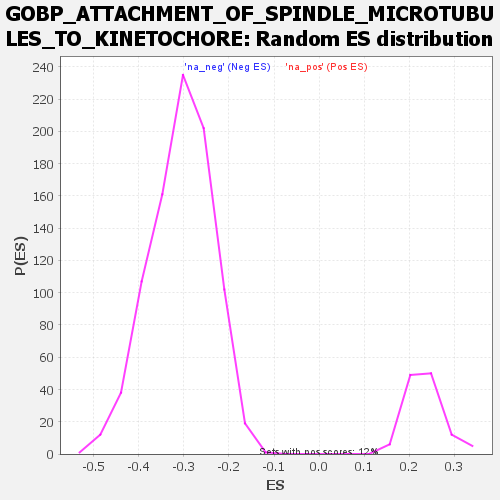 GOBP_ATTACHMENT_OF_SPINDLE_MICROTUBU
LES_TO_KINETOCHORE: Random ES distribution
'na_neg' (Neg ES) 'na_pos' (Pos ES)
240
220
200
180
160
140
120
100
80
60
40
20
0
P(ES)
Sets with pos scores: 12%
-0.5 -0.4 -0.3 -0.2 -0.1 0.0 0.1 0.2 0.3
ES